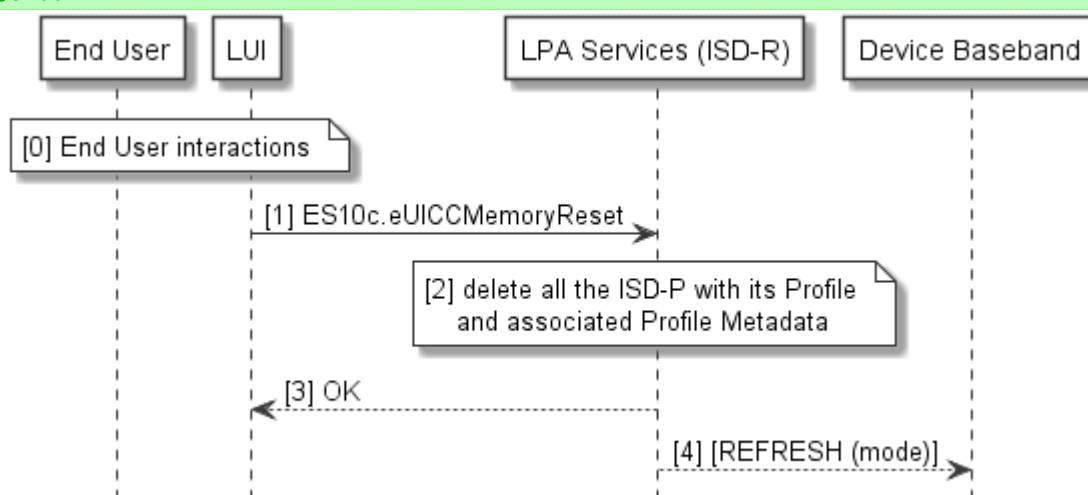 End User
LUI
LPA Services (ISD-R)
Device Baseband
[0] End User interactions
[1] ES10c.eUICCMemoryReset
[2] delete all the ISD-P with its Profile
and associated Profile Metadata
[3] OK
[4] [REFRESH (mode)]